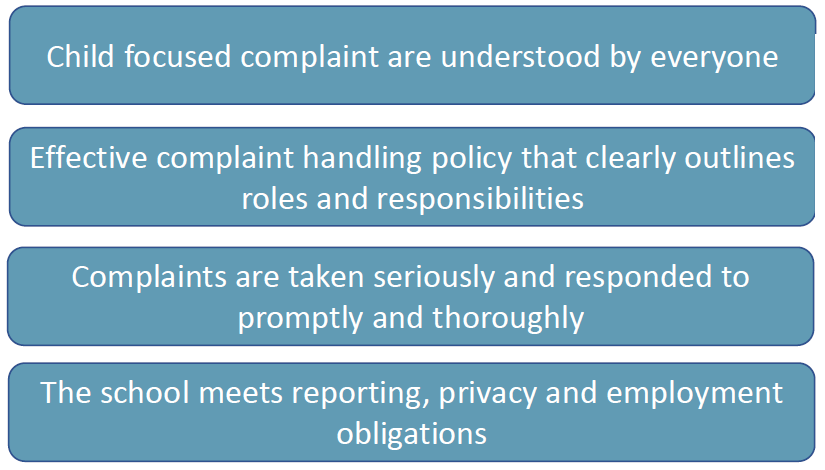 Child focused complaint are understood by everyone
Effective complaint handling policy that clearly outlines
roles and responsibilities
Complaints are taken seriously and responded to
promptly and thoroughly
The school meets reporting, privacy and employment
obligations